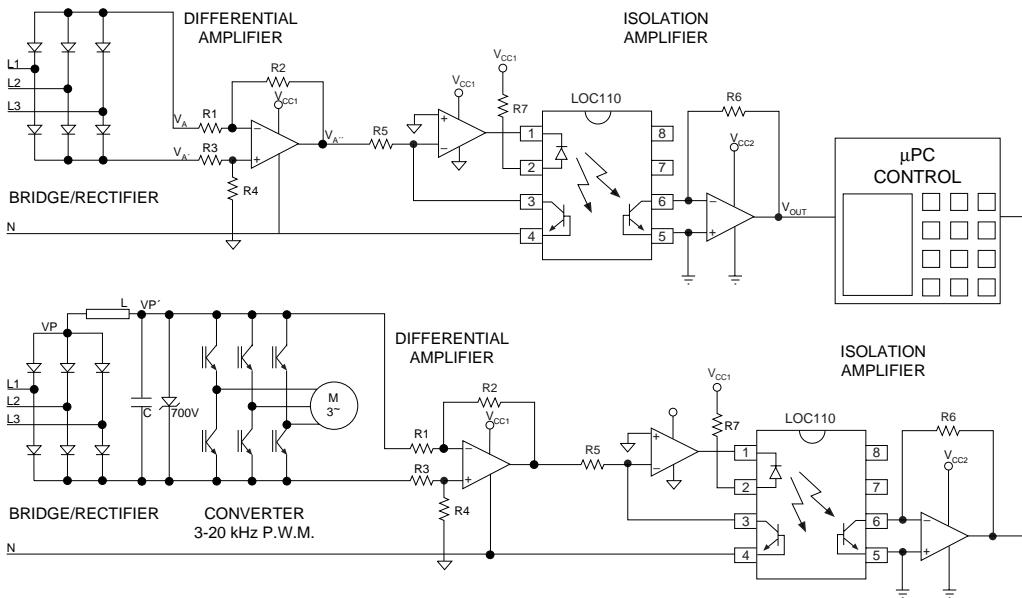 DIFFERENTIAL
AMPLIFIER
ISOLATION
AMPLIFIER
L1
L2
L3
R2
VCC1
VA
R1
VA´
R3
R4
VA´´
R5
VCC1
VCC1
R7
LOC110
1
2
3
4
8
7
6
5
R6
VCC2
VOUT
µPC
CONTROL
BRIDGE/RECTIFIER
N
L
VP´
VP
L1
L2
L3
C
700V
M
3~
DIFFERENTIAL
AMPLIFIER
R2
VCC1
R1
R3
R4
R5
ISOLATION
AMPLIFIER
VCC1
R7
LOC110
1
2
3
4
8
7
6
5
R6
VCC2
BRIDGE/RECTIFIER
CONVERTER
3-20 kHz P.W.M.
N